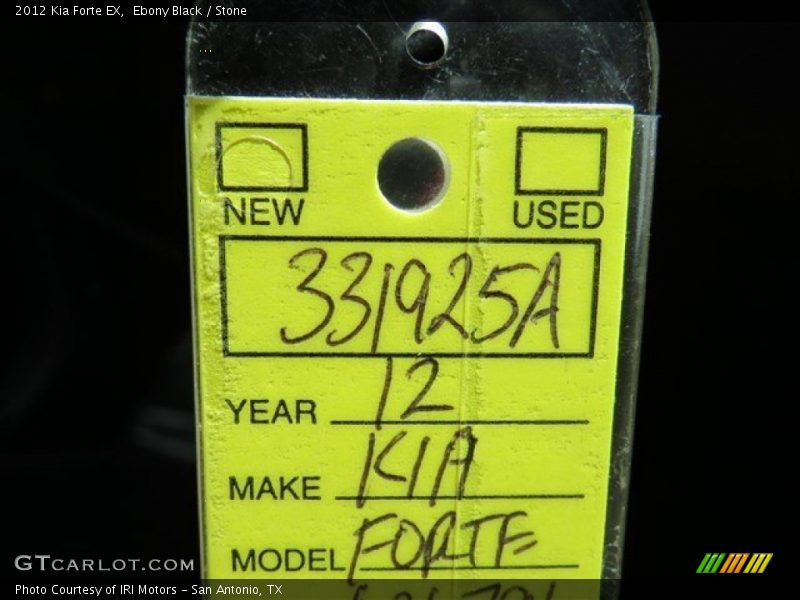 2012 Kia Forte EX, Ebony Black / Stone
NEW USED
331925A
YEAR 12
MAKE KIA
MODEL FORTE
GTCARLOT.COM
Photo Courtesy of IRI Motors - San Antonio, TX